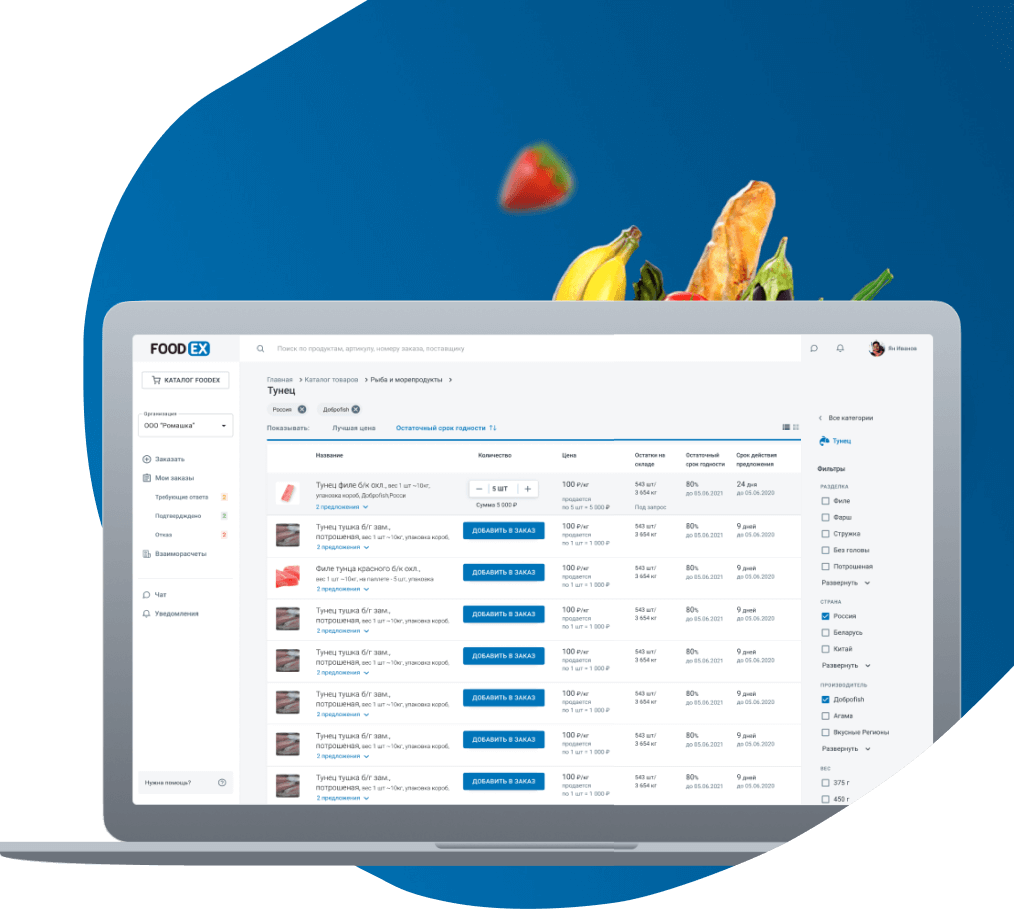 FOOD EX
КАТАЛОГ FOODEX
Организация
ООО "Ромашка"
Заказать
Мои заказы
Требующие ответа 2
Подтверждено
Отказ 3
Взаиморасчеты
Чат
Уведомления
Нужна помощь?
Поиск по продуктам, артикулу, номеру заказа, поставщику
Ян Иванов
Главная > Каталог товаров > Рыба и морепродукты >
Тунец
Россия Доброfish
Показывать: Лучшая цена Остаточный срок годности
Название Количество Цена Остатки на складе Остаточный срок годности Срок действия предложения
Тунец филе б/к охл., вес 1 шт ~10кг,
упаковка короб, Доброfish,Росси
2 предложения
− 5 ШТ +
Сумма 5 000 ₽
100 ₽/кг
продается
по 5 шт = 5 000 ₽
543 шт/
3 654 кг
Под запрос
80%
до 05.06.2021
24 дня
до 05.06.2020
Тунец тушка б/г зам.,
потрошеная, вес 1 шт ~10кг, упаковка короб,
2 предложения
ДОБАВИТЬ В ЗАКАЗ
100 ₽/кг
продается
по 1 шт = 1 000 ₽
543 шт/
3 654 кг
80%
до 05.06.2021
9 дней
до 05.06.2020
Филе тунца красного б/к охл.,
вес 1 шт ~10кг, на паллете - 5шт, упаковка
2 предложения
ДОБАВИТЬ В ЗАКАЗ
100 ₽/кг
продается
по 1 шт = 1 000 ₽
543 шт/
3 654 кг
80%
до 05.06.2021
9 дней
до 05.06.2020
Тунец тушка б/г зам.,
потрошеная, вес 1 шт ~10кг, упаковка короб,
2 предложения
ДОБАВИТЬ В ЗАКАЗ
100 ₽/кг
продается
по 1 шт = 1 000 ₽
543 шт/
3 654 кг
80%
до 05.06.2021
9 дней
до 05.06.2020
Тунец тушка б/г зам.,
потрошеная, вес 1 шт ~10кг, упаковка короб,
2 предложения
ДОБАВИТЬ В ЗАКАЗ
100 ₽/кг
продается
по 1 шт = 1 000 ₽
543 шт/
3 654 кг
80%
до 05.06.2021
9 дней
до 05.06.2020
Тунец тушка б/г зам.,
потрошеная, вес 1 шт ~10кг, упаковка короб,
2 предложения
ДОБАВИТЬ В ЗАКАЗ
100 ₽/кг
продается
по 1 шт = 1 000 ₽
543 шт/
3 654 кг
80%
до 05.06.2021
9 дней
до 05.06.2020
Тунец тушка б/г зам.,
потрошеная, вес 1 шт ~10кг, упаковка короб,
2 предложения
ДОБАВИТЬ В ЗАКАЗ
100 ₽/кг
продается
по 1 шт = 1 000 ₽
543 шт/
3 654 кг
80%
до 05.06.2021
9 дней
до 05.06.2020
Тунец тушка б/г зам.,
потрошеная, вес 1 шт ~10кг, упаковка короб,
2 предложения
ДОБАВИТЬ В ЗАКАЗ
100 ₽/кг
продается
по 1 шт = 1 000 ₽
543 шт/
3 654 кг
80%
до 05.06.2021
9 дней
до 05.06.2020
Все категории
Тунец
Фильтры
РАЗДЕЛКА
Филе
Фарш
Стружка
Без головы
Потрошеная
Развернуть
СТРАНА
Россия
Беларусь
Китай
Развернуть
ПРОИЗВОДИТЕЛЬ
Доброfish
Агама
Вкусные Регионы
Развернуть
ВЕС
375 г
450 г